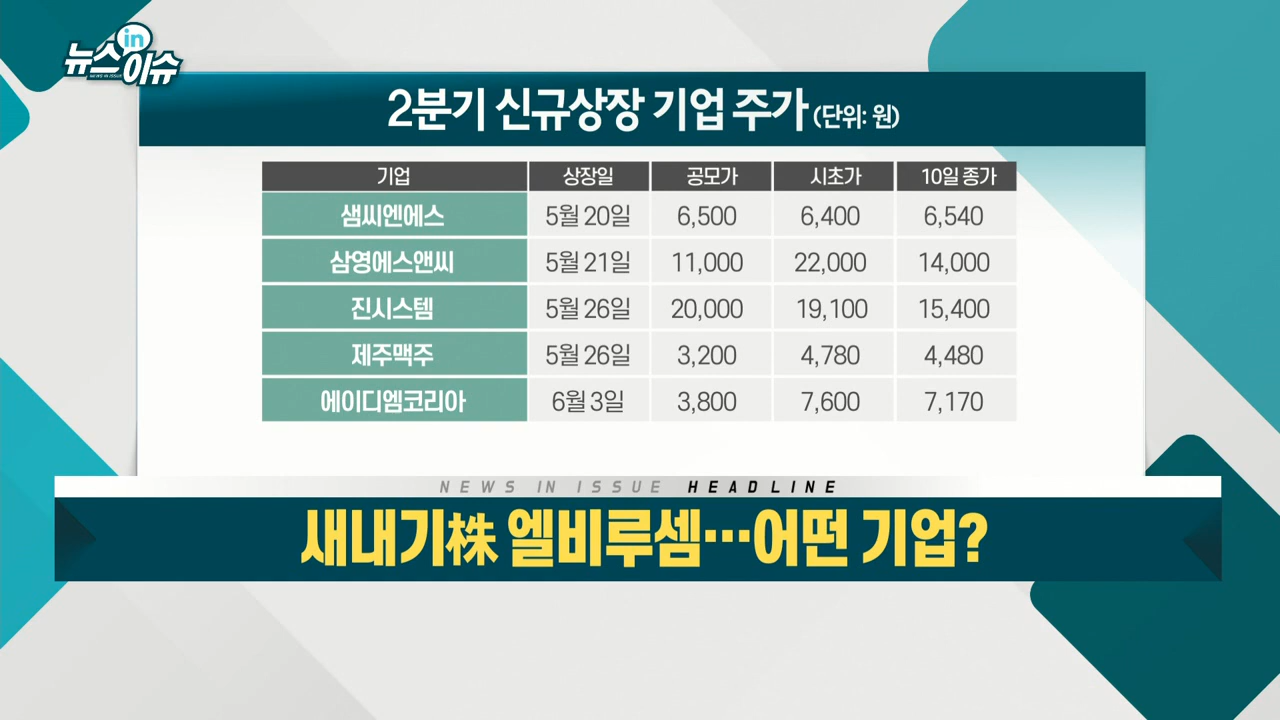 뉴스in이슈
NEWS IN ISSUE
2분기 신규상장 기업 주가 (단위: 원)
기업 상장일 공모가 시초가 10일 종가
샘씨엔에스 5월 20일 6,500 6,400 6,540
삼영에스앤씨 5월 21일 11,000 22,000 14,000
진시스템 5월 26일 20,000 19,100 15,400
제주맥주 5월 26일 3,200 4,780 4,480
에이디엠코리아 6월 3일 3,800 7,600 7,170
NEWS IN ISSUE HEADLINE
새내기株 엘비루셈…어떤 기업?